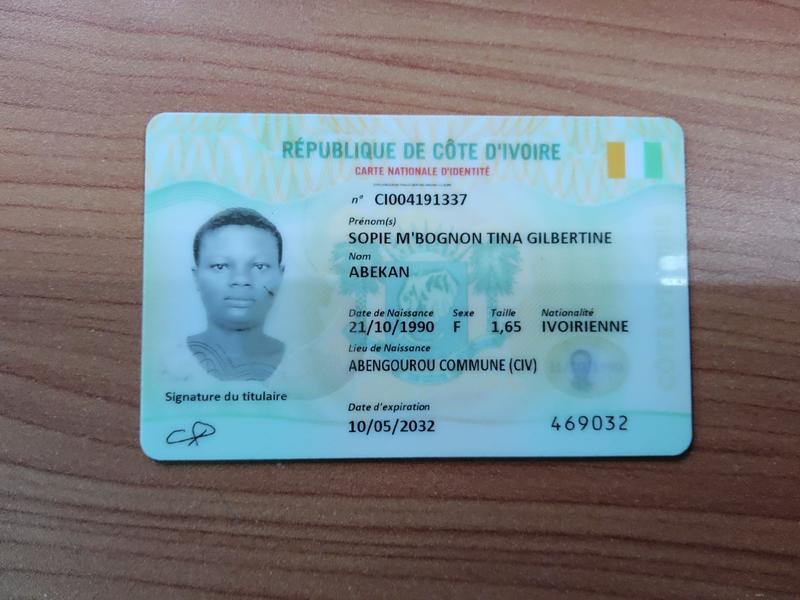 RÉPUBLIQUE DE CÔTE D'IVOIRE
CARTE NATIONALE D'IDENTITÉ
n° CI004191337
Prénom(s)
SOPIE M'BOGNON TINA GILBERTINE
Nom
ABEKAN
Date de Naissance Sexe Taille Nationalité
21/10/1990 F 1,65 IVOIRIENNE
Lieu de Naissance
ABENGOUROU COMMUNE (CIV)
Signature du titulaire
Date d'expiration
10/05/2032
469032